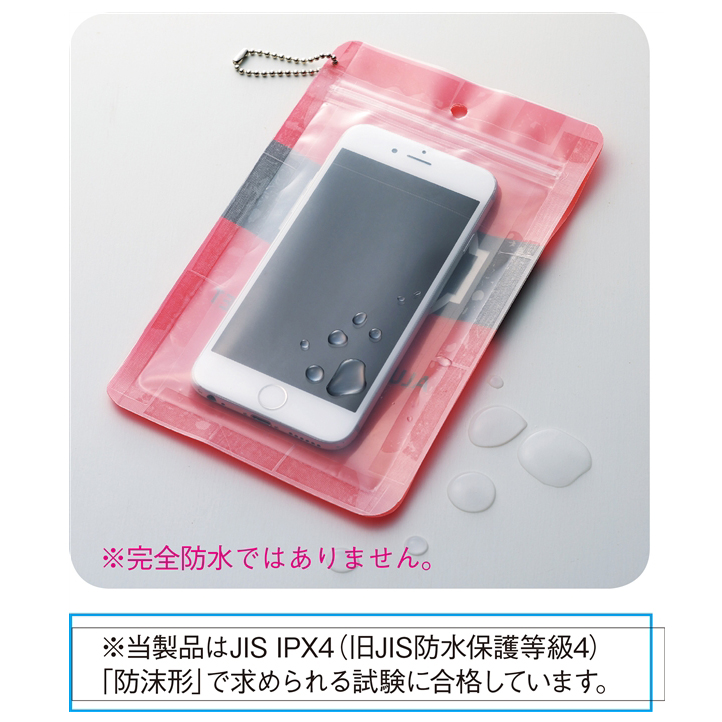 ※完全防水ではありません。
※当製品はJIS IPX4（旧JIS防水保護等級4）
「防沫形」で求められる試験に合格しています。